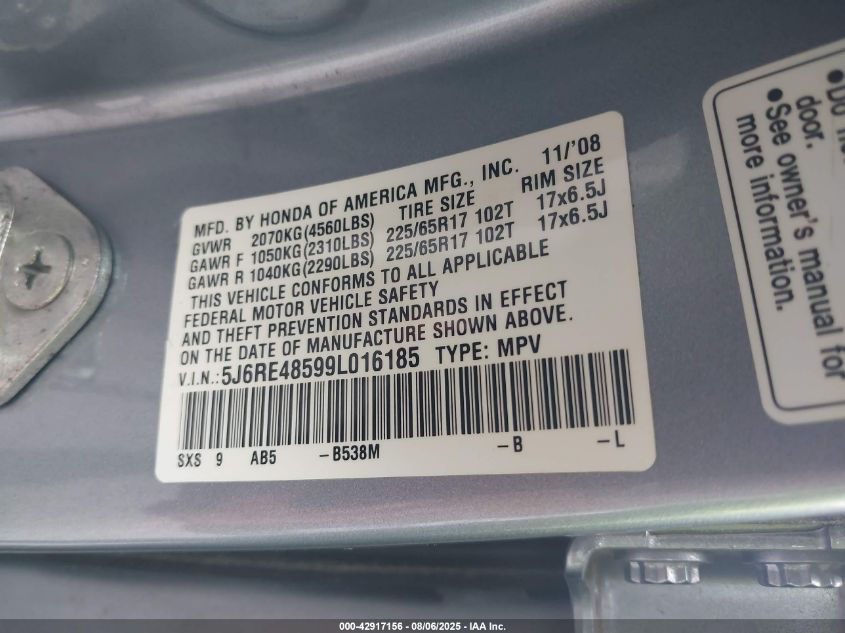 MFD. BY HONDA OF AMERICA MFG., INC. 11/'08
GVWR 2070KG(4560LBS) TIRE SIZE RIM SIZE
GAWR F 1050KG(2310LBS) 225/65R17 102T 17x6.5J
GAWR R 1040KG(2290LBS) 225/65R17 102T 17x6.5J
THIS VEHICLE CONFORMS TO ALL APPLICABLE
FEDERAL MOTOR VEHICLE SAFETY
AND THEFT PREVENTION STANDARDS IN EFFECT
ON THE DATE OF MANUFACTURE SHOWN ABOVE.
V.I.N.: 5J6RE48599L016185 TYPE: MPV
SXS 9 AB5 -B538M -B -L
door.
•See owner's manual for
more information.
000-42917156 - 08/06/2025 - IAA Inc.